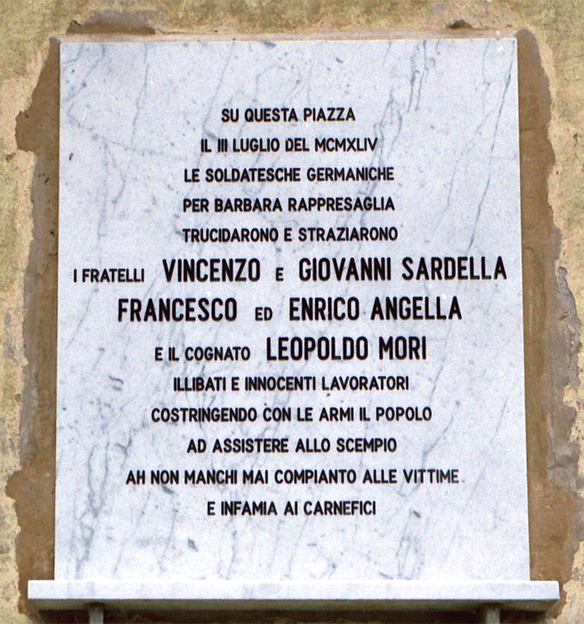 SU QUESTA PIAZZA
IL III LUGLIO DEL MCMXLIV
LE SOLDATESCHE GERMANICHE
PER BARBARA RAPPRESAGLIA
TRUCIDARONO E STRAZIARONO
I FRATELLI VINCENZO E GIOVANNI SARDELLA
FRANCESCO ED ENRICO ANGELLA
E IL COGNATO LEOPOLDO MORI
ILLIBATI E INNOCENTI LAVORATORI
COSTRINGENDO CON LE ARMI IL POPOLO
AD ASSISTERE ALLO SCEMPIO
AH NON MANCHI MAI COMPIANTO ALLE VITTIME
E INFAMIA AI CARNEFICI